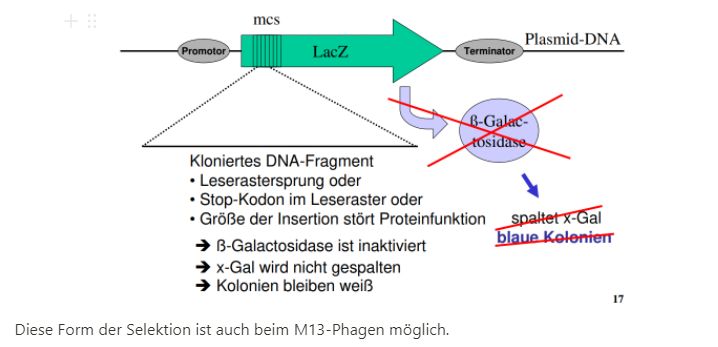 mcs
Promotor
LacZ
Terminator
Plasmid-DNA
ß-Galac-
tosidase
Kloniertes DNA-Fragment
• Leserastersprung oder
• Stop-Kodon im Leseraster oder
• Größe der Insertion stört Proteinfunktion
spaltet x-Gal
blaue Kolonien
➔ ß-Galactosidase ist inaktiviert
➔ x-Gal wird nicht gespalten
➔ Kolonien bleiben weiß
17
Diese Form der Selektion ist auch beim M13-Phagen möglich.